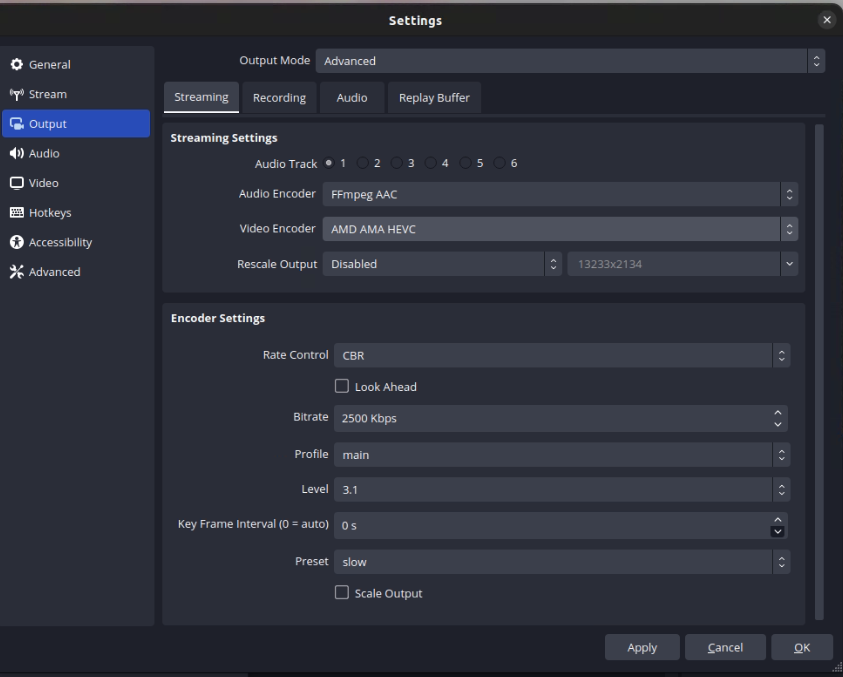 Settings
General
Stream
Output
Audio
Video
Hotkeys
Accessibility
Advanced
Output Mode Advanced
Streaming Recording Audio Replay Buffer
Streaming Settings
Audio Track 1 2 3 4 5 6
Audio Encoder FFmpeg AAC
Video Encoder AMD AMA HEVC
Rescale Output Disabled 13233x2134
Encoder Settings
Rate Control CBR
Look Ahead
Bitrate 2500 Kbps
Profile main
Level 3.1
Key Frame Interval (0 = auto) 0 s
Preset slow
Scale Output
Apply Cancel OK